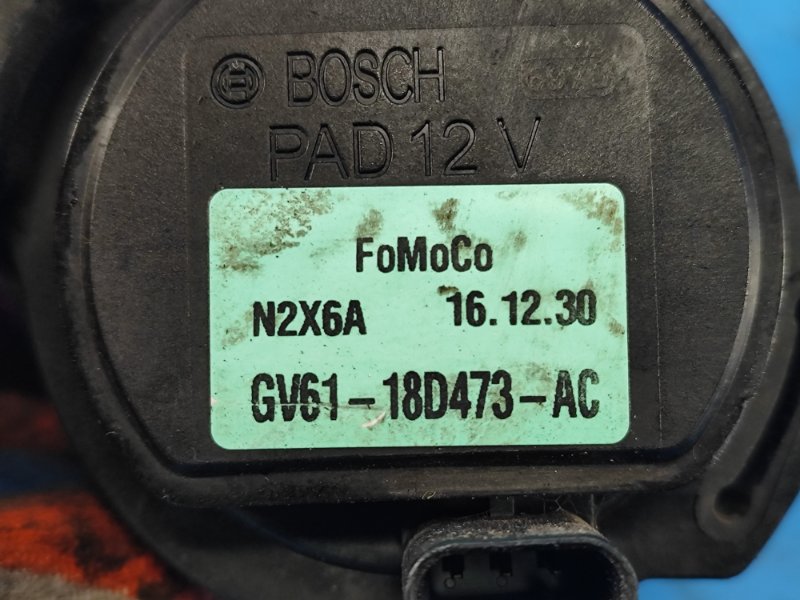 BOSCH
PAD 12 V
FoMoCo
N2X6A 16.12.30
GV61-18D473-AC